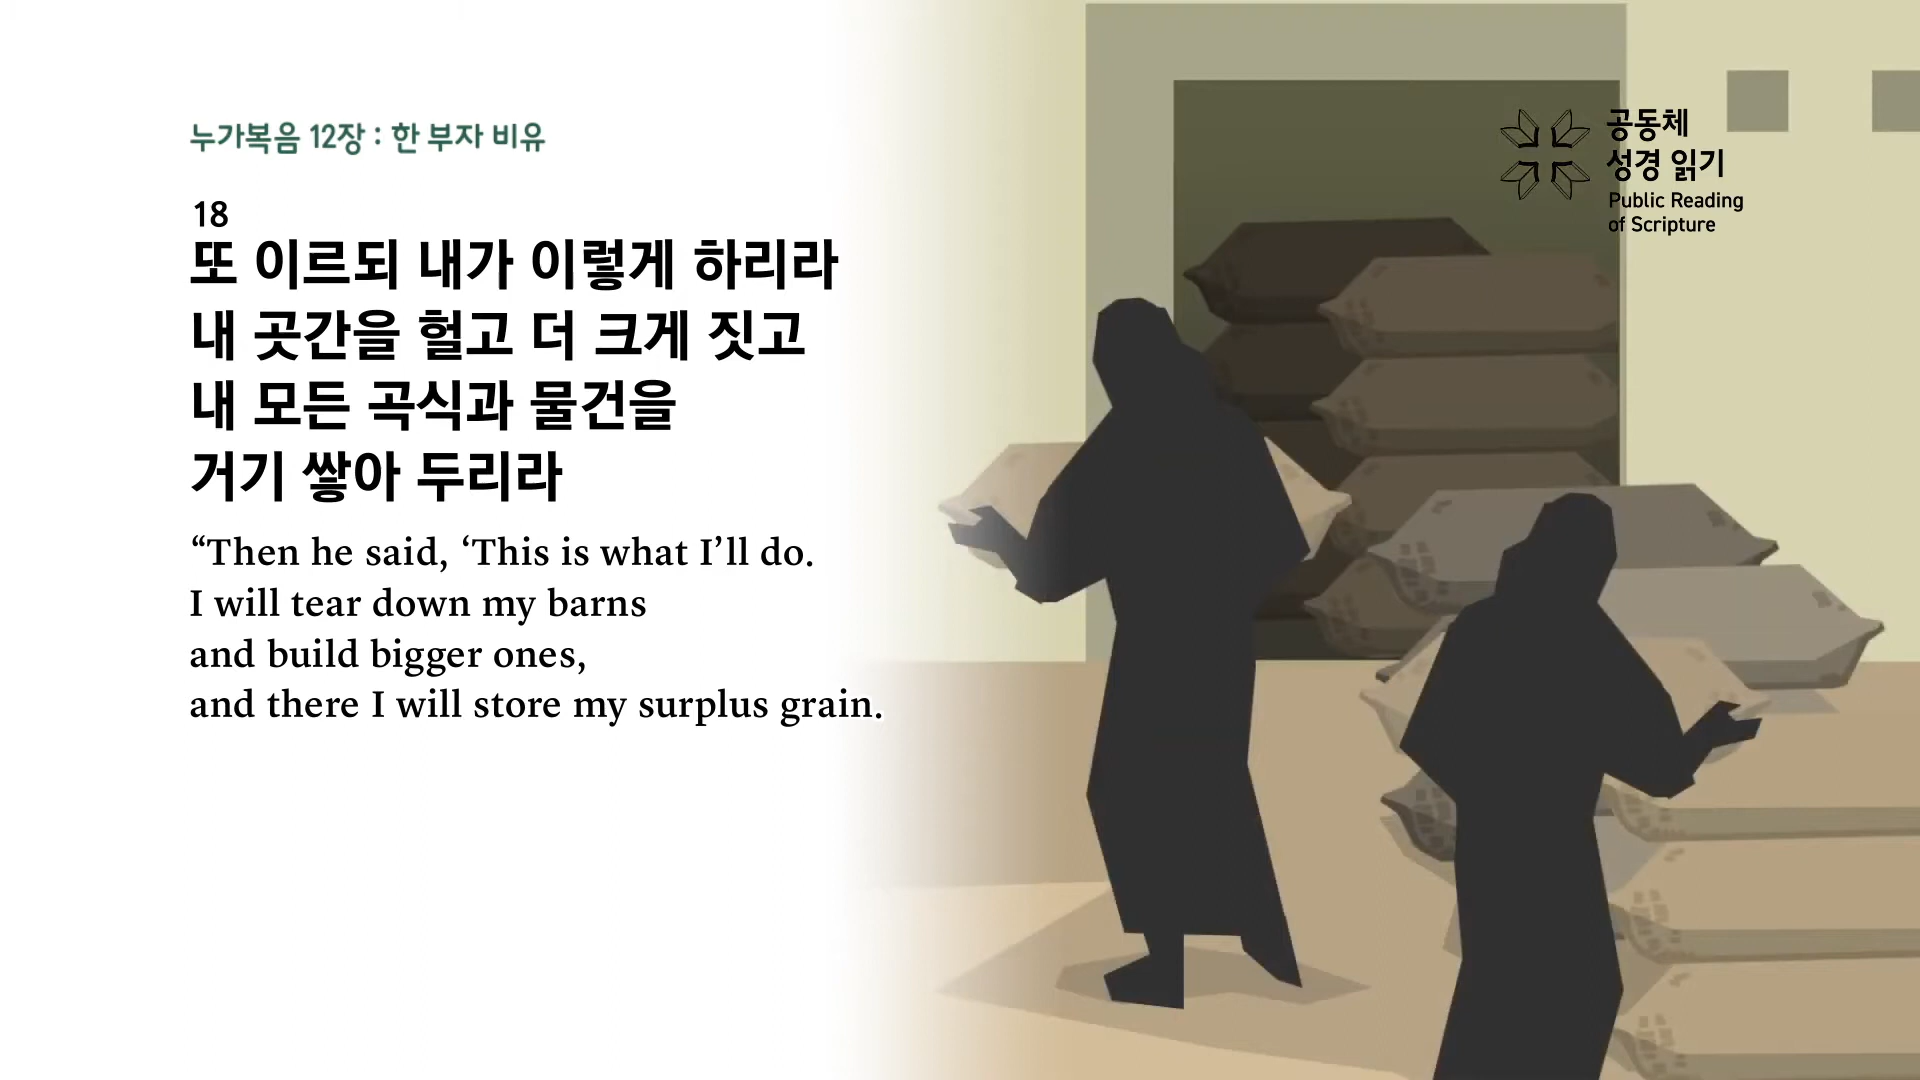 누가복음 12장 : 한 부자 비유
18
또 이르되 내가 이렇게 하리라
내 곳간을 헐고 더 크게 짓고
내 모든 곡식과 물건을
거기 쌓아 두리라
“Then he said, ‘This is what I’ll do.
I will tear down my barns
and build bigger ones,
and there I will store my surplus grain.
공동체
성경 읽기
Public Reading
of Scripture